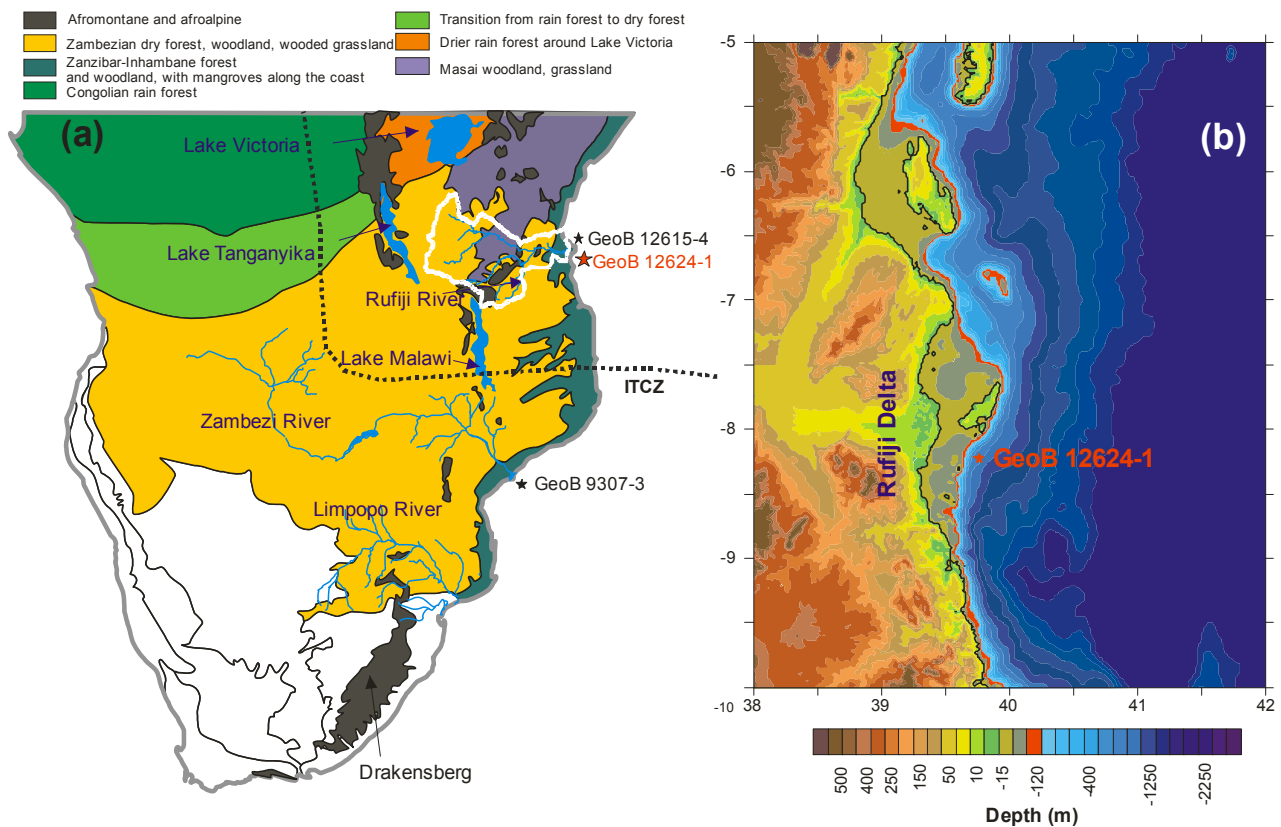 Afromontane and afroalpine
Zambezian dry forest, woodland, wooded grassland
Zanzibar-Inhambane forest
and woodland, with mangroves along the coast
Congolian rain forest
Transition from rain forest to dry forest
Drier rain forest around Lake Victoria
Masai woodland, grassland
(a)
Lake Victoria
Lake Tanganyika
GeoB 12615-4
GeoB 12624-1
Rufiji River
Lake Malawi
ITCZ
Zambezi River
GeoB 9307-3
Limpopo River
Drakensberg
(b)
-5
-6
-7
-8
-9
-10
Rufiji Delta
GeoB 12624-1
38 39 40 41 42
500 400 250 150 50 10 -15 -120 -400 -1250 -2250
Depth (m)